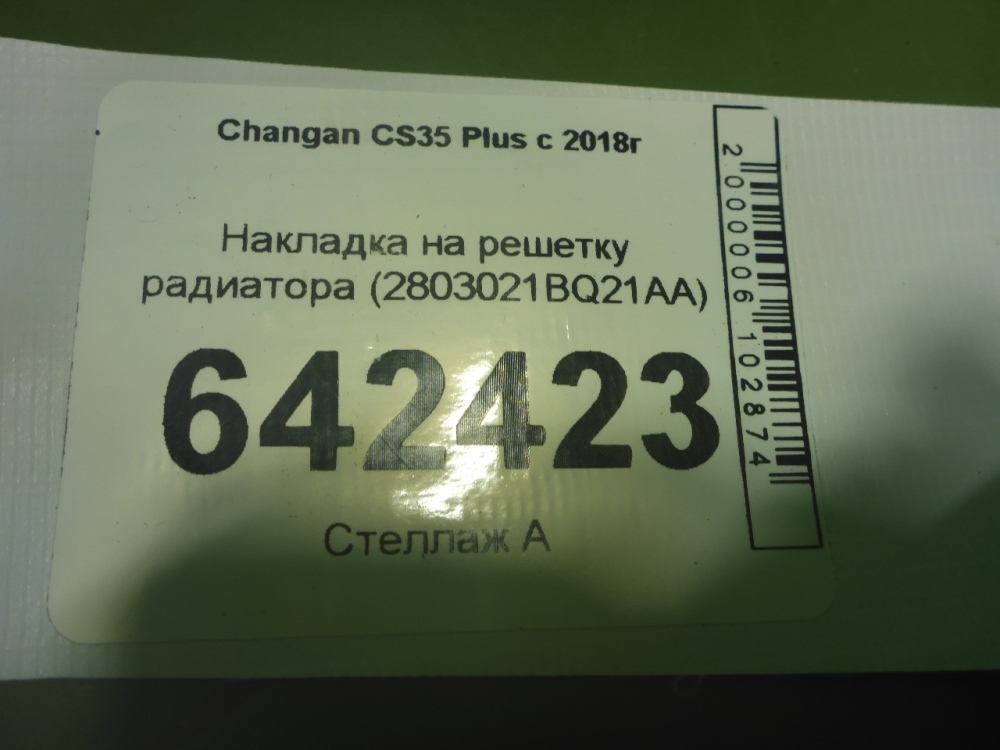 Changan CS35 Plus с 2018г
Накладка на решетку
радиатора (2803021BQ21AA)
642423
Стеллаж А
2000006102874